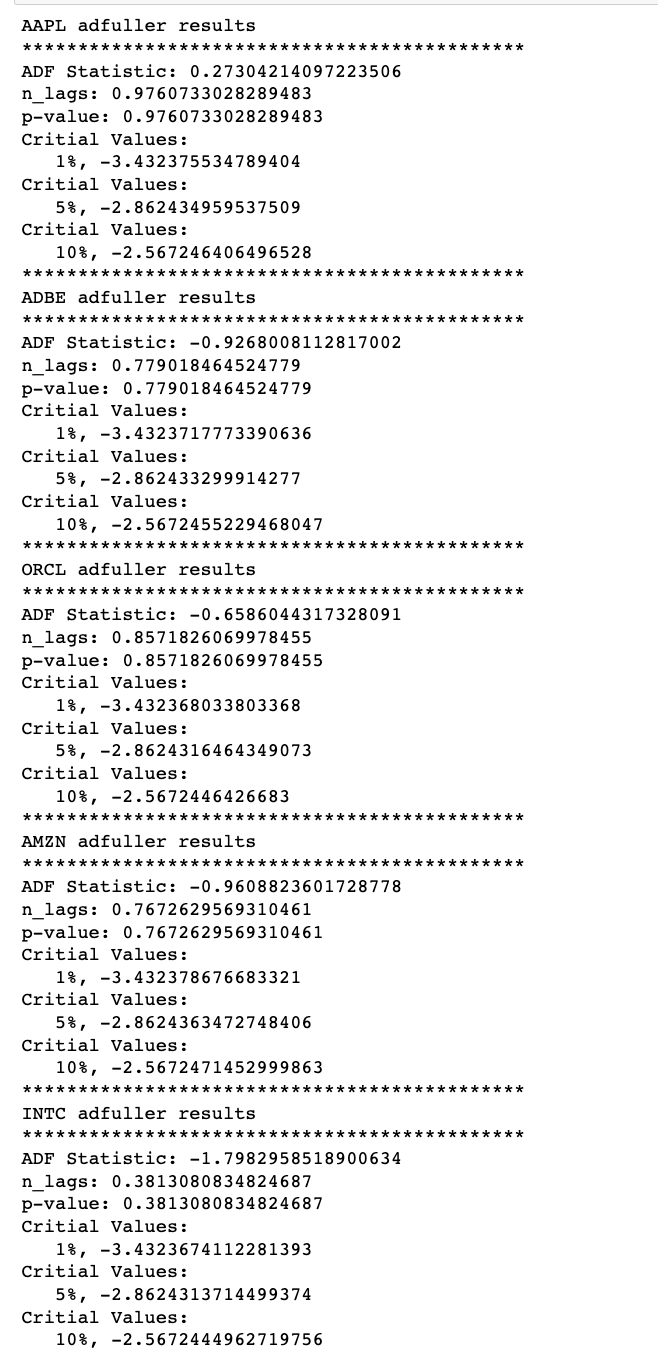 AAPL adfuller results
*********************************************
ADF Statistic: 0.27304214097223506
n_lags: 0.9760733028289483
p-value: 0.9760733028289483
Critial Values:
   1%, -3.432375534789404
Critial Values:
   5%, -2.862434959537509
Critial Values:
   10%, -2.567246406496528
*********************************************
ADBE adfuller results
*********************************************
ADF Statistic: -0.9268008112817002
n_lags: 0.779018464524779
p-value: 0.779018464524779
Critial Values:
   1%, -3.4323717773390636
Critial Values:
   5%, -2.862433299914277
Critial Values:
   10%, -2.5672455229468047
*********************************************
ORCL adfuller results
*********************************************
ADF Statistic: -0.6586044317328091
n_lags: 0.8571826069978455
p-value: 0.8571826069978455
Critial Values:
   1%, -3.432368033803368
Critial Values:
   5%, -2.8624316464349073
Critial Values:
   10%, -2.5672446426683
*********************************************
AMZN adfuller results
*********************************************
ADF Statistic: -0.9608823601728778
n_lags: 0.7672629569310461
p-value: 0.7672629569310461
Critial Values:
   1%, -3.432378676683321
Critial Values:
   5%, -2.8624363472748406
Critial Values:
   10%, -2.5672471452999863
*********************************************
INTC adfuller results
*********************************************
ADF Statistic: -1.7982958518900634
n_lags: 0.3813080834824687
p-value: 0.3813080834824687
Critial Values:
   1%, -3.4323674112281393
Critial Values:
   5%, -2.8624313714499374
Critial Values:
   10%, -2.5672444962719756